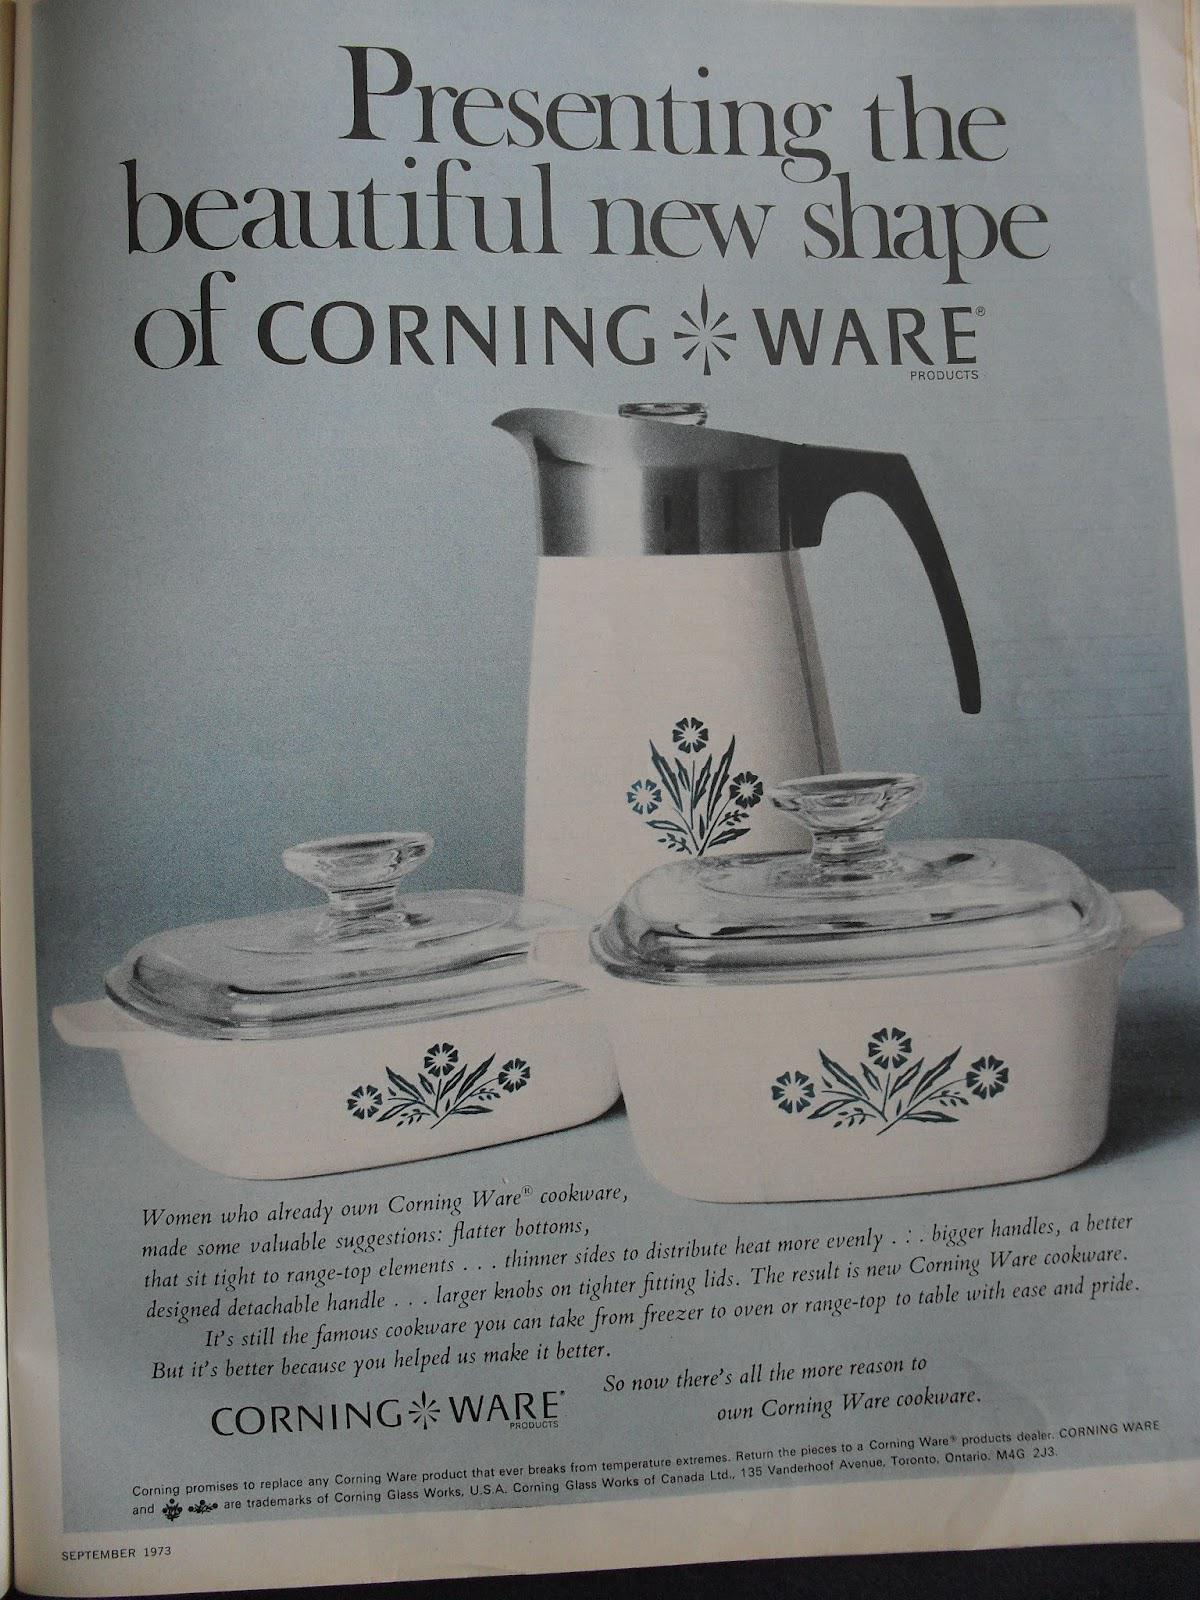 Presenting the
beautiful new shape
of CORNING WARE®
PRODUCTS
Women who already own Corning Ware® cookware,
made some valuable suggestions: flatter bottoms,
that sit tight to range-top elements . . . thinner sides to distribute heat more evenly . . . bigger handles, a better
designed detachable handle . . . larger knobs on tighter fitting lids. The result is new Corning Ware cookware.
It's still the famous cookware you can take from freezer to oven or range-top to table with ease and pride.
But it's better because you helped us make it better.
So now there's all the more reason to
own Corning Ware cookware.
CORNING WARE®
PRODUCTS
Corning promises to replace any Corning Ware product that ever breaks from temperature extremes. Return the pieces to a Corning Ware® products dealer. CORNING WARE
and are trademarks of Corning Glass Works, U.S.A. Corning Glass Works of Canada Ltd., 135 Vanderhoof Avenue, Toronto, Ontario. M4G 2J3.
SEPTEMBER 1973